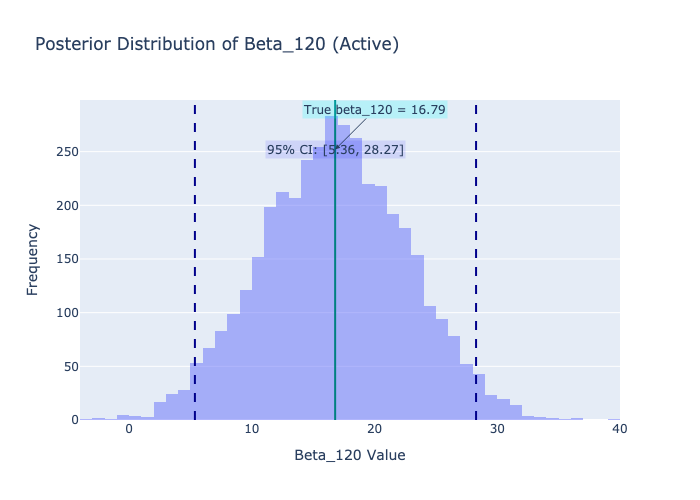 Posterior Distribution of Beta_120 (Active)
True beta_120 = 16.79
95% CI: [5.36, 28.27]
250
200
150
100
50
0
Frequency
0 10 20 30 40
Beta_120 Value